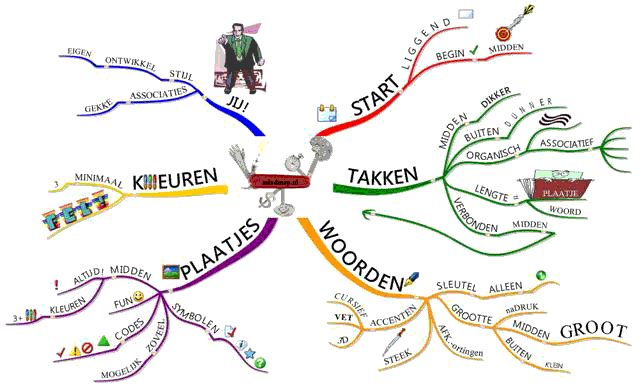 mindmap.nl
START
LIGGEND
BEGIN
MIDDEN
TAKKEN
MIDDEN
DIKKER
BUITEN
DUNNER
ORGANISCH
ASSOCIATIEF
LENGTE =
PLAATJE
WOORD
VERBONDEN
MIDDEN
WOORDEN
SLEUTEL
ALLEEN
GROOTTE
naDRUK
MIDDEN
GROOT
BUITEN
KLEIN
AFK..ortingen
STEEK
ACCENTEN
CURSIEF
VET
3D
PLAATJES
SYMBOLEN
ZOVEEL
MOGELIJK
CODES
FUN
MIDDEN
ALTIJD!
KLEUREN
3+
KLEUREN
MINIMAAL
3
JIJ!
STIJL
ONTWIKKEL
EIGEN
ASSOCIATIES
GEKKE